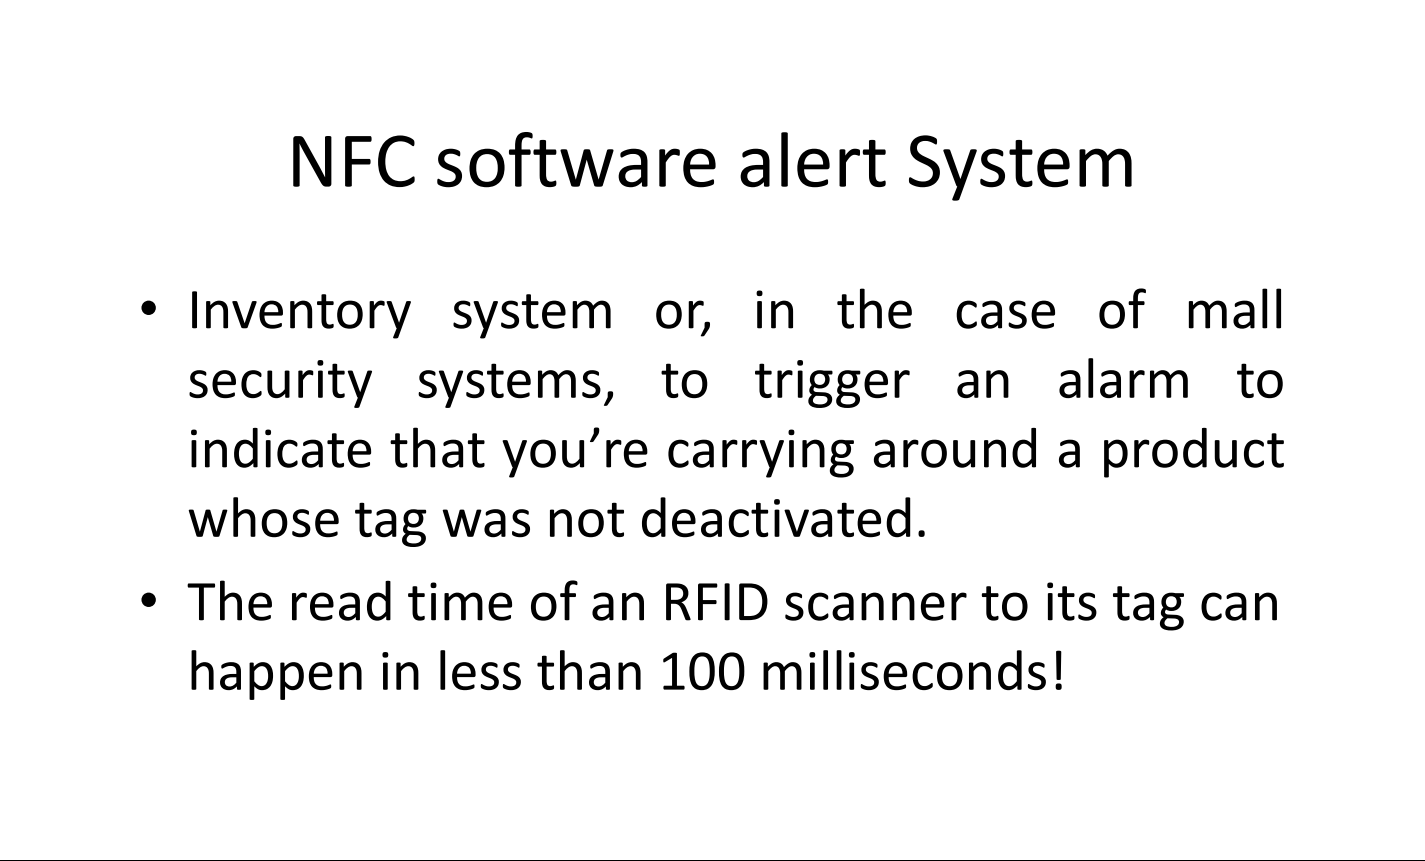 NFC software alert System
• Inventory system or, in the case of mall
security systems, to trigger an alarm to
indicate that you’re carrying around a product
whose tag was not deactivated.
• The read time of an RFID scanner to its tag can
happen in less than 100 milliseconds!